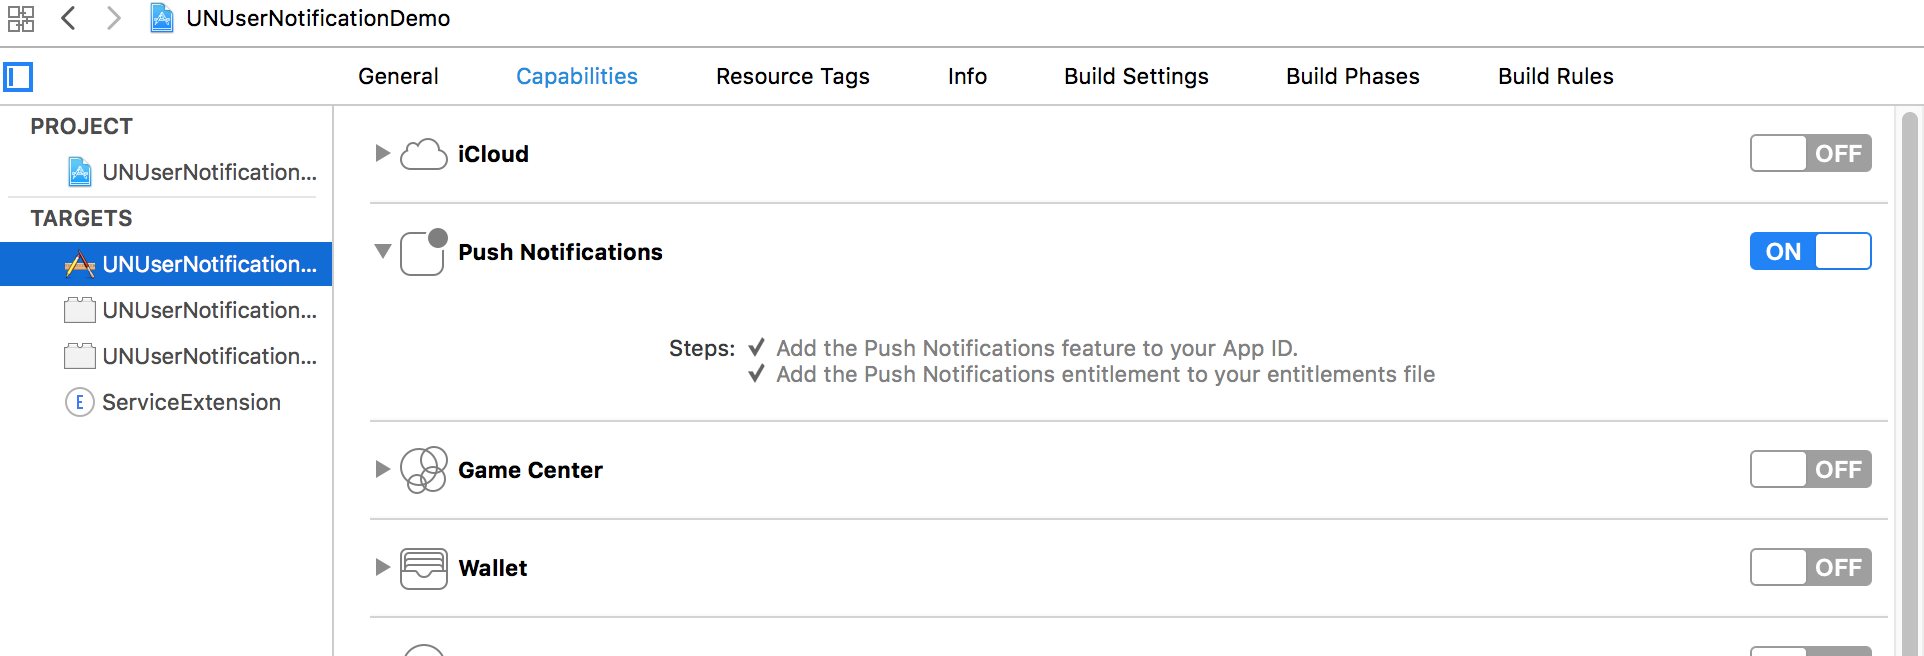 UNUserNotificationDemo
General Capabilities Resource Tags Info Build Settings Build Phases Build Rules
PROJECT
UNUserNotification...
TARGETS
UNUserNotification...
UNUserNotification...
UNUserNotification...
E ServiceExtension
iCloud OFF
Push Notifications ON
Steps: ✓ Add the Push Notifications feature to your App ID.
✓ Add the Push Notifications entitlement to your entitlements file
Game Center OFF
Wallet OFF